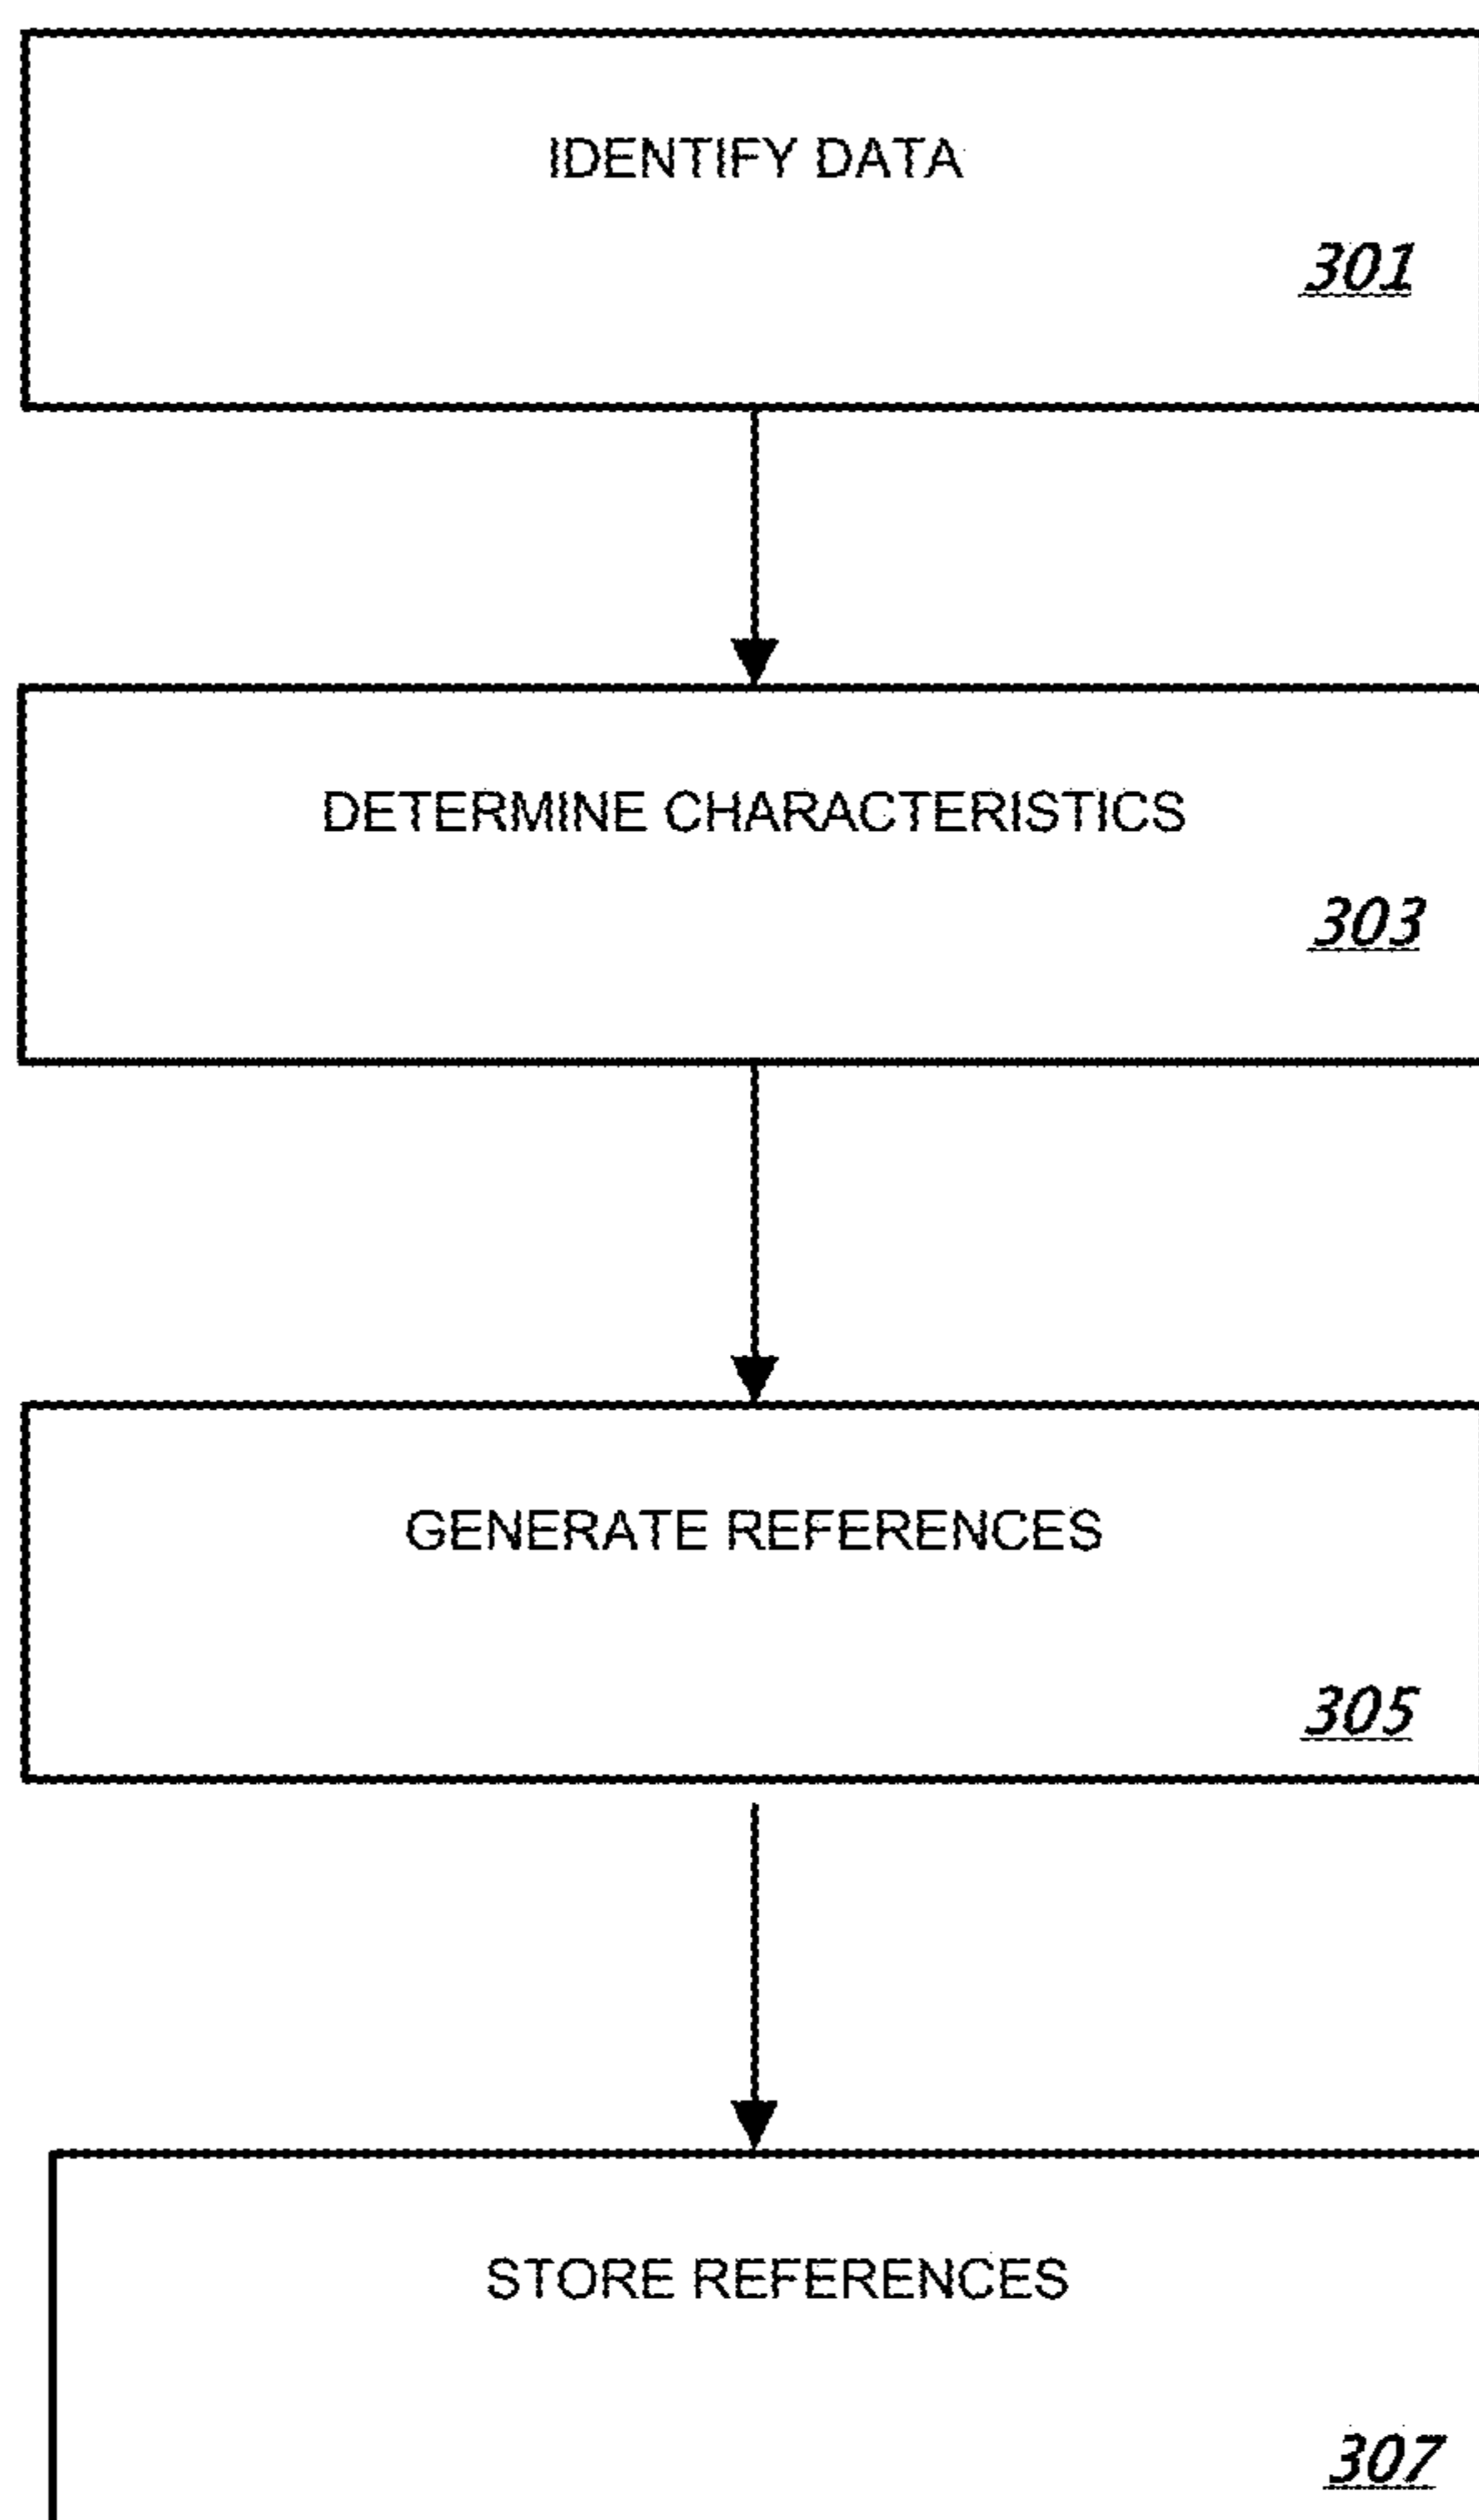 IDENTIFY DATA
301
DETERMINE CHARACTERISTICS
303
GENERATE REFERENCES
305
STORE REFERENCES
307